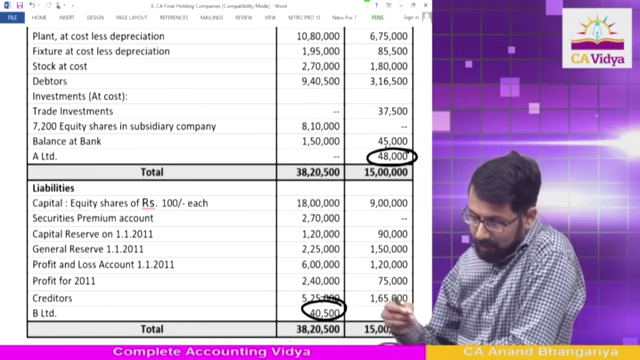 6. CA Final Holding Companies [Compatibility Mode] - Word
FILE HOME INSERT DESIGN PAGE LAYOUT REFERENCES MAILINGS REVIEW VIEW NITRO PRO 10 Nitro Pro 7 PENS Sign in
CA Vidya
Plant, at cost less depreciation 10,80,000 6,75,000
Fixture at cost less depreciation 1,95,000 85,500
Stock at cost 2,70,000 1,80,000
Debtors 9,40,500 3,16,500
Investments (At cost):
Trade Investments -- 37,500
7,200 Equity shares in subsidiary company 8,10,000 --
Balance at Bank 1,50,000 45,000
A Ltd. -- 48,000
Total 38,20,500 15,00,000
Liabilities
Capital : Equity shares of Rs. 100/- each 18,00,000 9,00,000
Securities Premium account 2,70,000 --
Capital Reserve on 1.1.2011 1,20,000 90,000
General Reserve 1.1.2011 2,25,000 1,50,000
Profit and Loss Account 1.1.2011 6,00,000 1,20,000
Profit for 2011 2,40,000 75,000
Creditors 5,25,000 1,65,000
B Ltd. 40,500
Total 38,20,500 15,00,
Complete Accounting Vidya
CA Anand Bhangariya